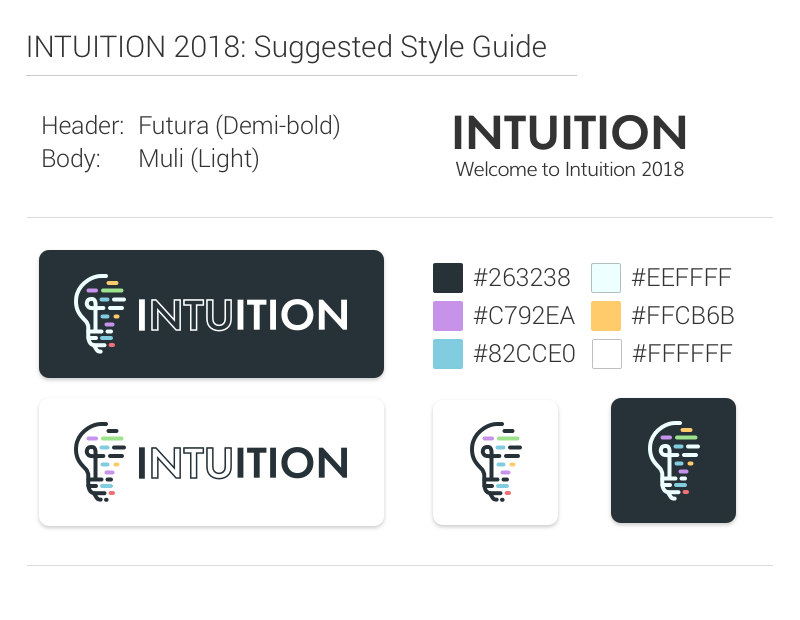 INTUITION 2018: Suggested Style Guide
Header: Futura (Demi-bold)
Body: Muli (Light)
INTUITION
Welcome to Intuition 2018
INTUITION
#263238 #EEFFFF
#C792EA #FFCB6B
#82CCE0 #FFFFFF
INTUITION